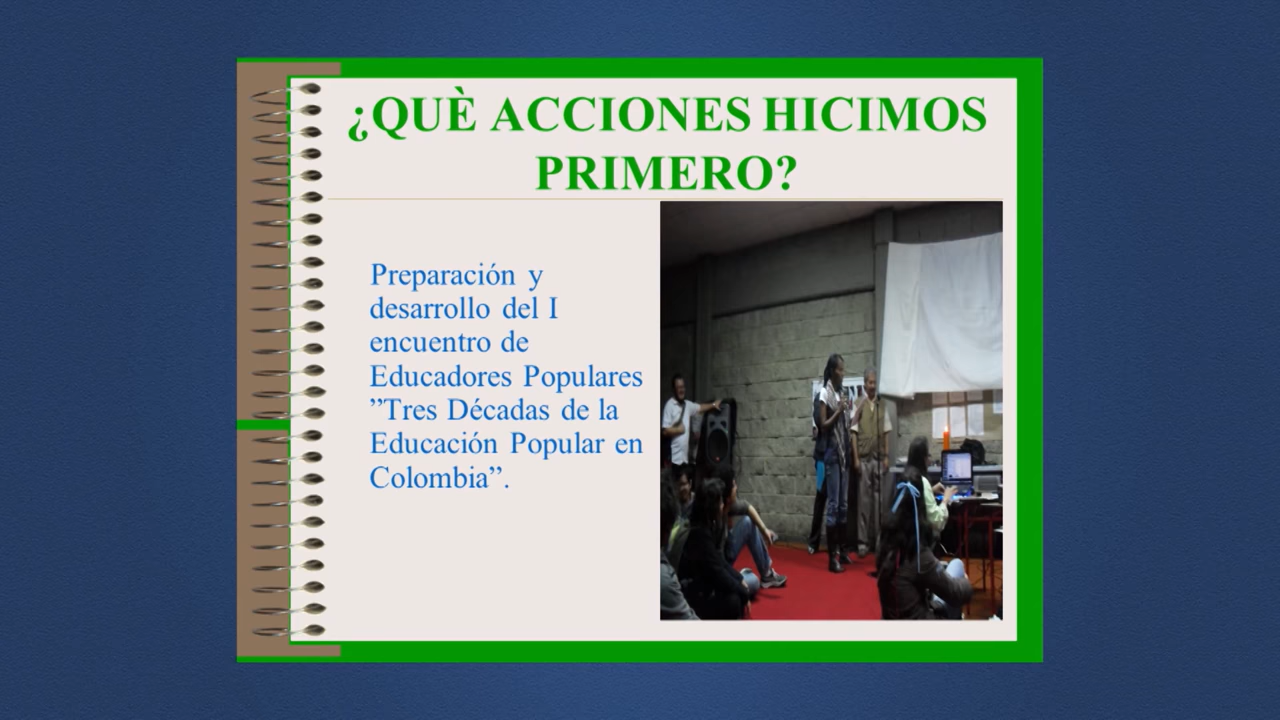 ¿QUÈ ACCIONES HICIMOS
PRIMERO?
Preparación y
desarrollo del I
encuentro de
Educadores Populares
”Tres Décadas de la
Educación Popular en
Colombia”.